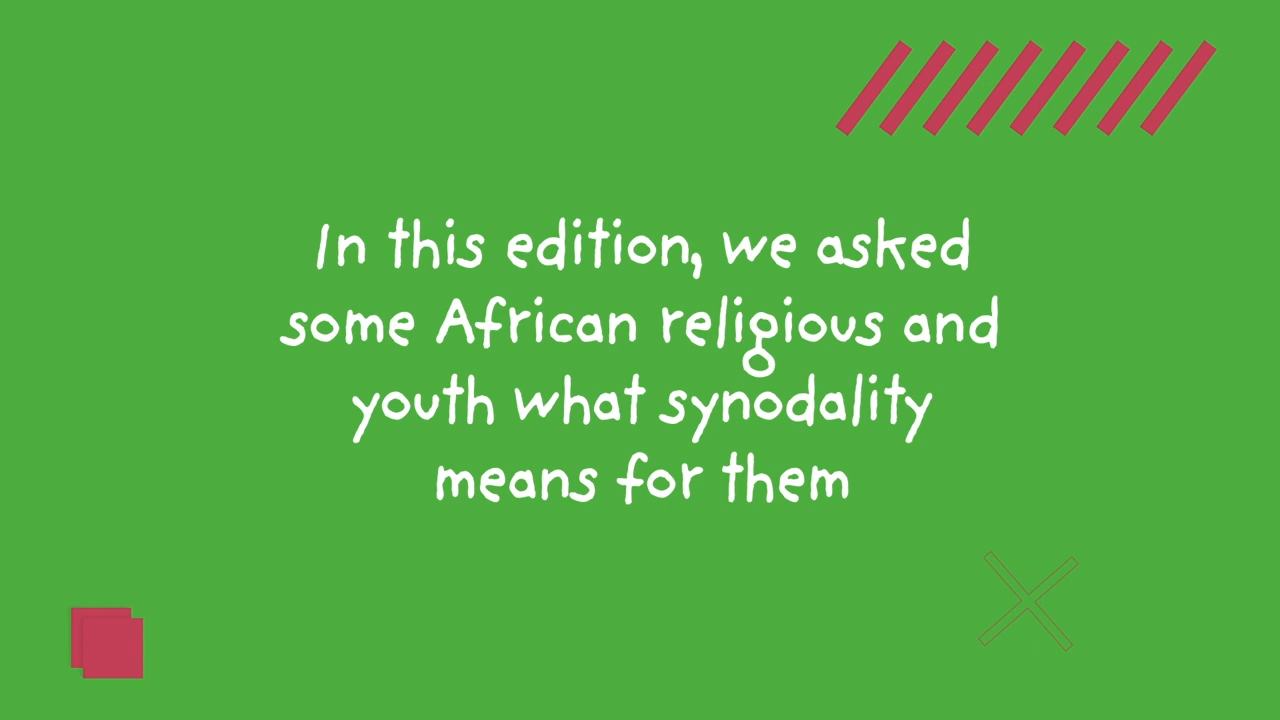 In this edition, we asked
some African religious and
youth what synodality
means for them